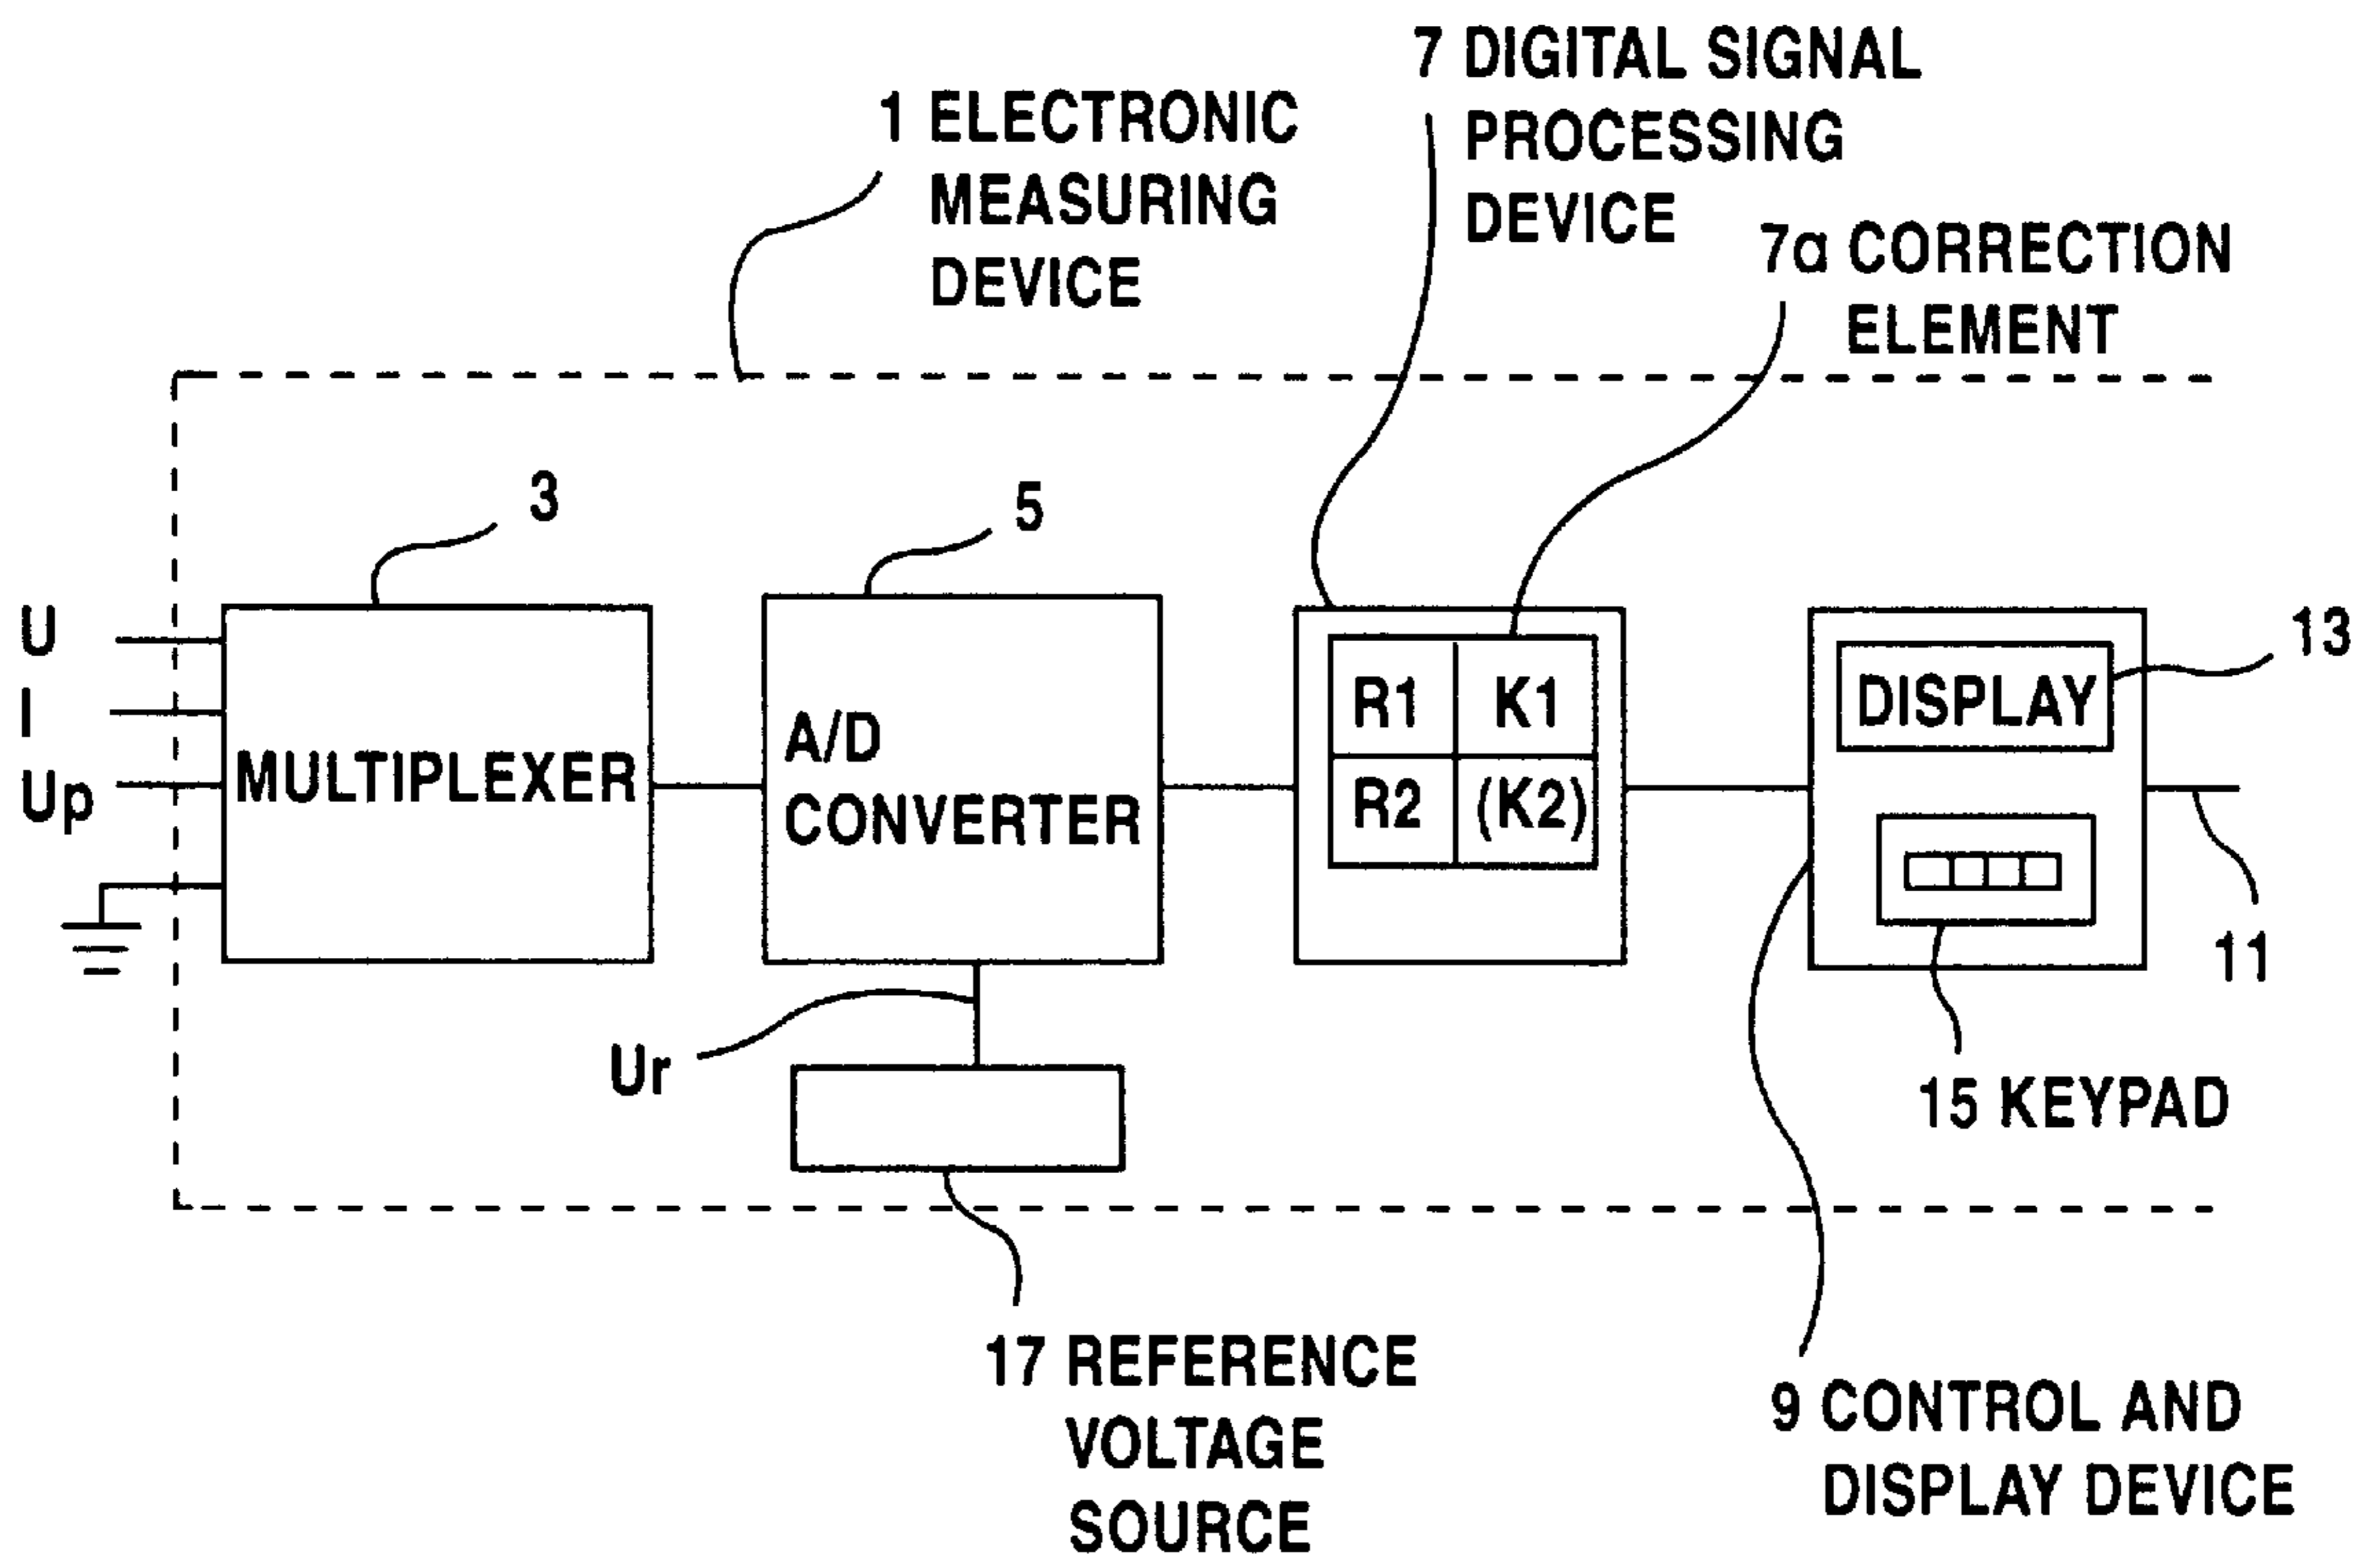 7 DIGITAL SIGNAL
PROCESSING
DEVICE
1 ELECTRONIC
MEASURING
DEVICE
7a CORRECTION
ELEMENT
3
5
U
I
Up
MULTIPLEXER
A/D
CONVERTER
R1
K1
R2
(K2)
DISPLAY
13
11
Ur
15 KEYPAD
17 REFERENCE
VOLTAGE
SOURCE
9 CONTROL AND
DISPLAY DEVICE